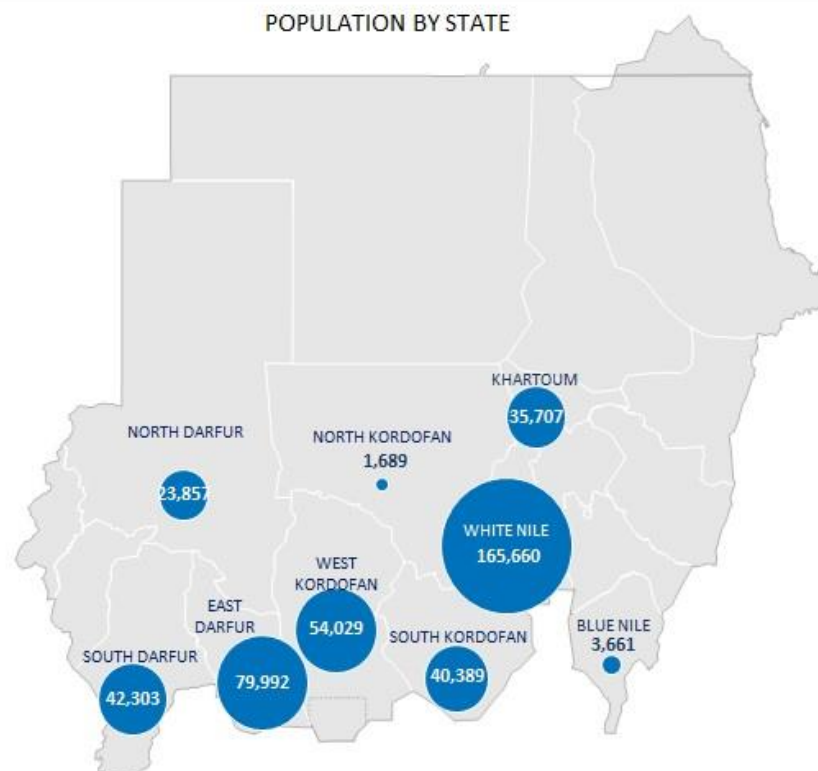 POPULATION BY STATE
KHARTOUM
35,707
NORTH DARFUR
23,857
NORTH KORDOFAN
1,689
WHITE NILE
165,660
WEST
KORDOFAN
54,029
EAST
DARFUR
79,992
SOUTH KORDOFAN
40,389
BLUE NILE
3,661
SOUTH DARFUR
42,303